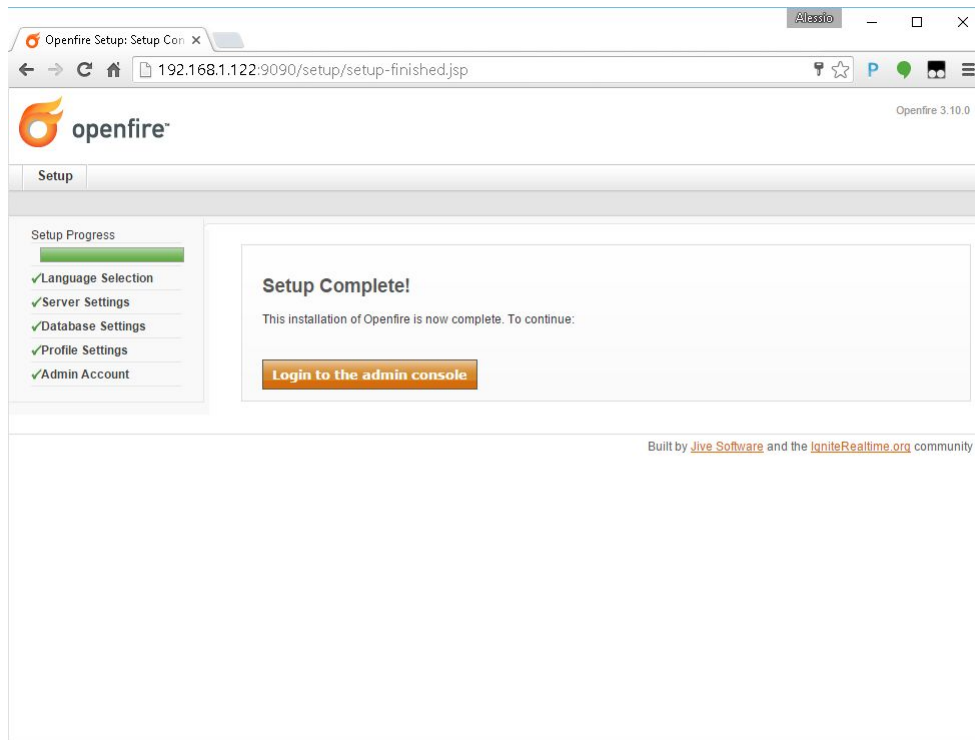 Alessio
Openfire Setup: Setup Con
192.168.1.122:9090/setup/setup-finished.jsp
P
openfire™
Openfire 3.10.0
Setup
Setup Progress
Language Selection
Server Settings
Database Settings
Profile Settings
Admin Account
Setup Complete!
This installation of Openfire is now complete. To continue:
Login to the admin console
Built by Jive Software and the IgniteRealtime.org community